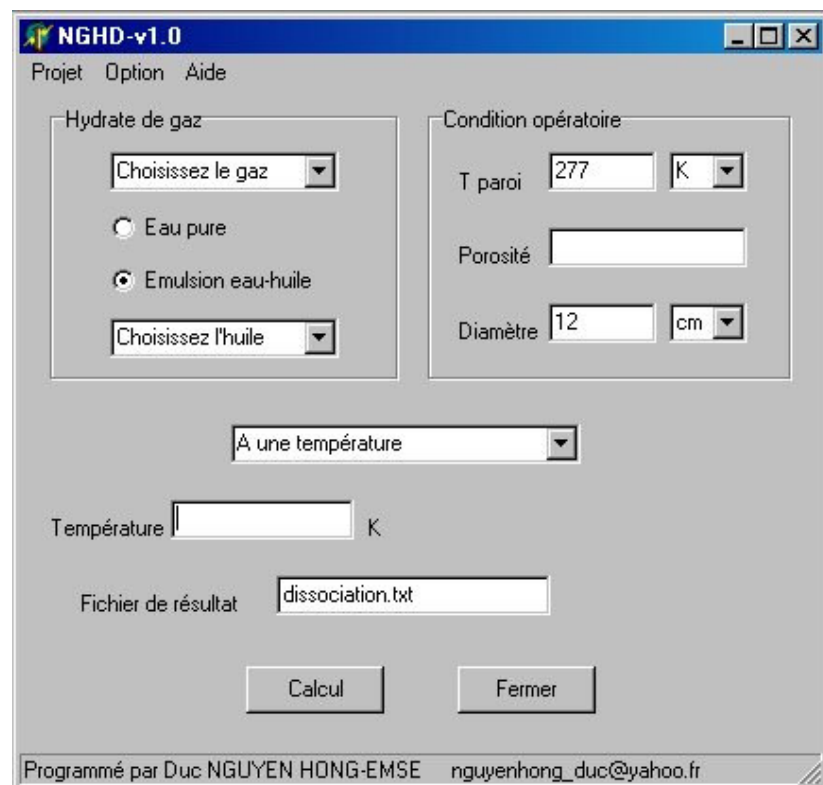 NGHD-v1.0
Projet Option Aide
Hydrate de gaz
Choisissez le gaz
Eau pure
Emulsion eau-huile
Choisissez l'huile
Condition opératoire
T paroi 277 K
Porosité
Diamètre 12 cm
A une température
Température K
Fichier de résultat dissociation.txt
Calcul Fermer
Programmé par Duc NGUYEN HONG-EMSE nguyenhong_duc@yahoo.fr